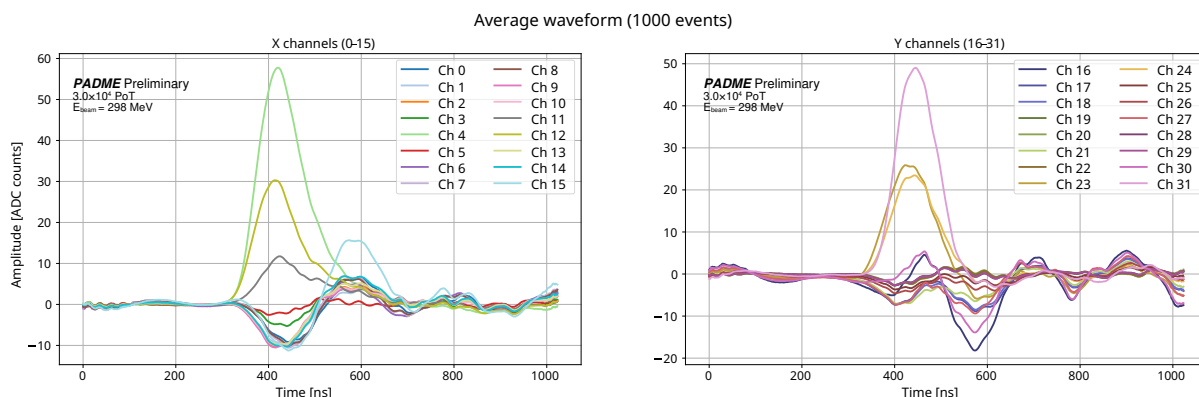 Average waveform (1000 events)
X channels (0–15)
PADME Preliminary
3.0×10⁴ PoT
E_beam = 298 MeV
Ch 0
Ch 1
Ch 2
Ch 3
Ch 4
Ch 5
Ch 6
Ch 7
Ch 8
Ch 9
Ch 10
Ch 11
Ch 12
Ch 13
Ch 14
Ch 15
Amplitude [ADC counts]
60
50
40
30
20
10
0
−10
0
200
400
600
800
1000
Time [ns]
Y channels (16–31)
PADME Preliminary
3.0×10⁴ PoT
E_beam = 298 MeV
Ch 16
Ch 17
Ch 18
Ch 19
Ch 20
Ch 21
Ch 22
Ch 23
Ch 24
Ch 25
Ch 26
Ch 27
Ch 28
Ch 29
Ch 30
Ch 31
50
40
30
20
10
0
−10
−20
0
200
400
600
800
1000
Time [ns]